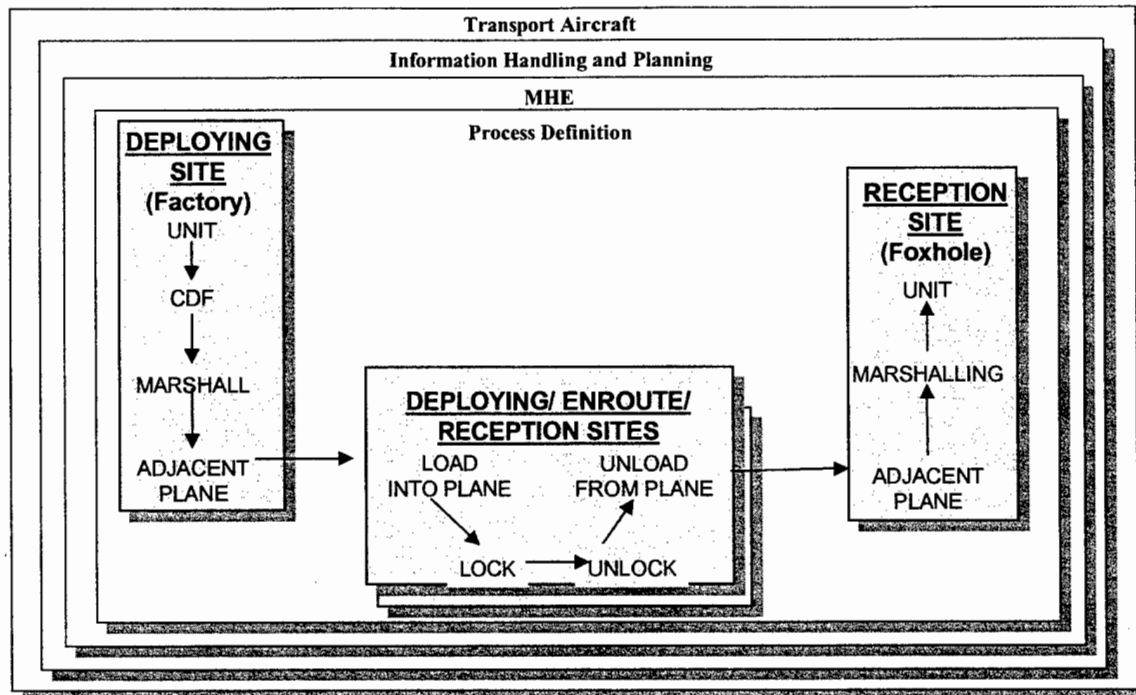 Transport Aircraft
Information Handling and Planning
MHE
Process Definition
DEPLOYING
SITE
(Factory)
UNIT
CDF
MARSHALL
ADJACENT
PLANE
DEPLOYING/ ENROUTE/
RECEPTION SITES
LOAD
INTO PLANE
UNLOAD
FROM PLANE
LOCK
UNLOCK
RECEPTION
SITE
(Foxhole)
UNIT
MARSHALLING
ADJACENT
PLANE